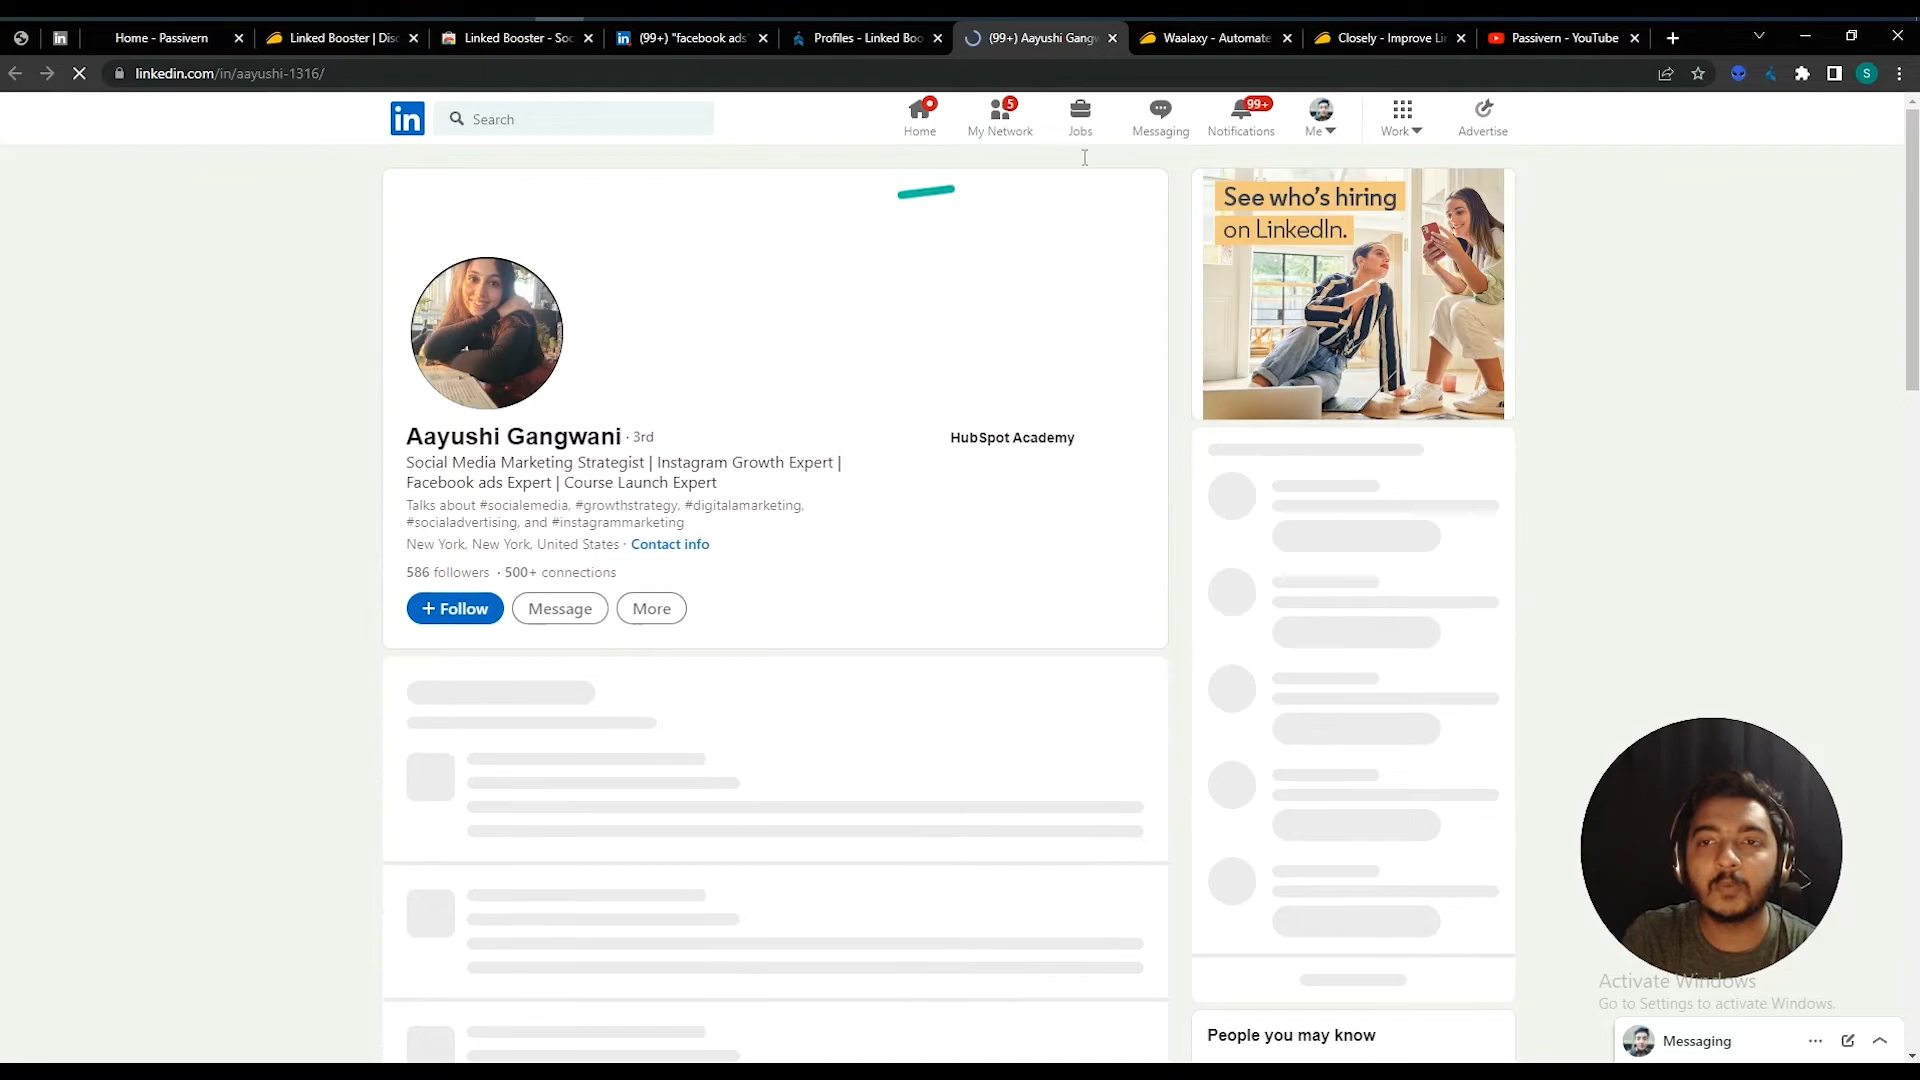 Home - Passivern
Linked Booster | Disc
Linked Booster - Soc
(99+) "facebook ads"
Profiles - Linked Boo
(99+) Aayushi Gangw
Waalaxy - Automate
Closely - Improve Lin
Passivern - YouTube
linkedin.com/in/aayushi-1316/
S
in
Search
Home
5
My Network
Jobs
Messaging
99+
Notifications
Me
Work
Advertise
See who's hiring
on LinkedIn.
Aayushi Gangwani · 3rd
HubSpot Academy
Social Media Marketing Strategist | Instagram Growth Expert |
Facebook ads Expert | Course Launch Expert
Talks about #socialemedia, #growthstrategy, #digitalamarketing,
#socialadvertising, and #instagrammarketing
New York, New York, United States · Contact info
586 followers · 500+ connections
+ Follow
Message
More
Activate Windows
Go to Settings to activate Windows.
People you may know
Messaging